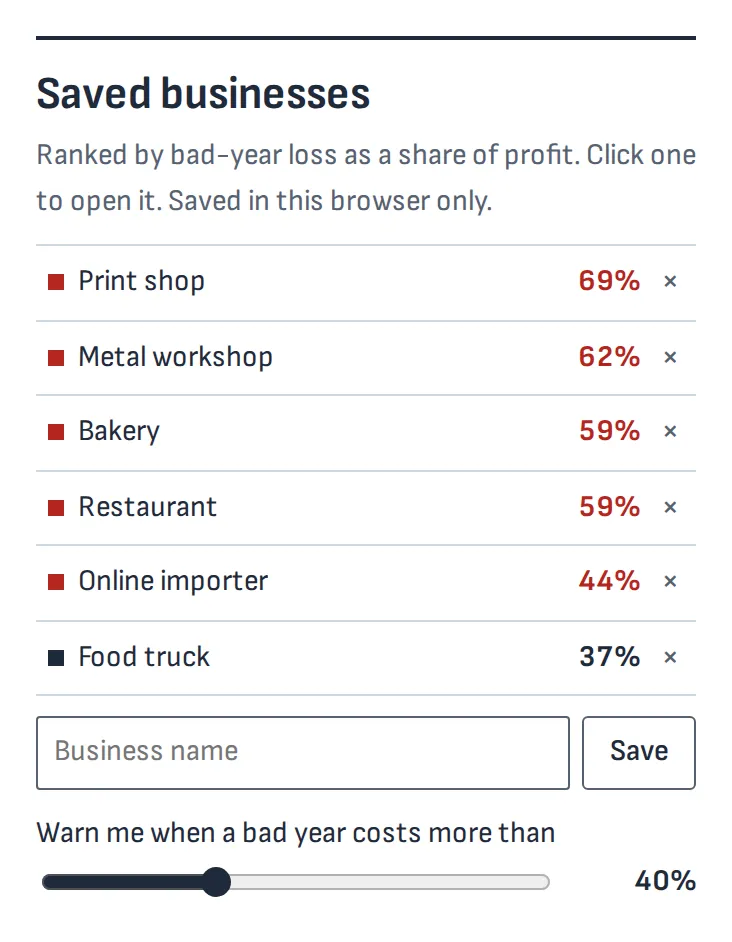 Saved businesses
Ranked by bad-year loss as a share of profit. Click one
to open it. Saved in this browser only.
Print shop 69% ×
Metal workshop 62% ×
Bakery 59% ×
Restaurant 59% ×
Online importer 44% ×
Food truck 37% ×
Business name Save
Warn me when a bad year costs more than
40%